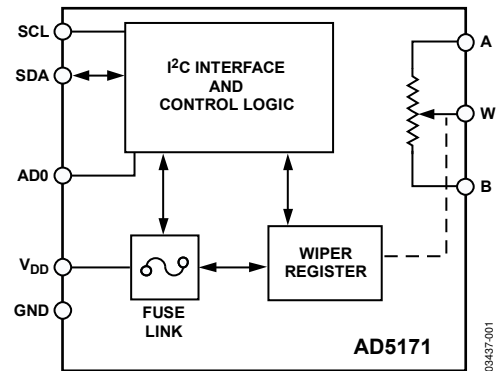 SCL
SDA
AD0
V_DD
GND
I²C INTERFACE
AND
CONTROL LOGIC
FUSE
LINK
WIPER
REGISTER
A
W
B
AD5171
03437-001